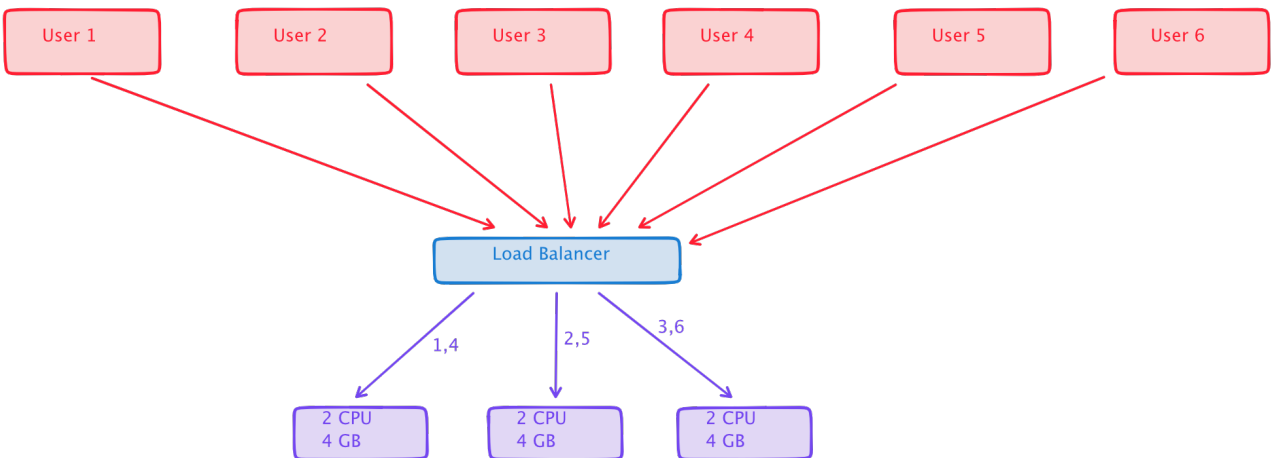 User 1
User 2
User 3
User 4
User 5
User 6
Load Balancer
1,4
2,5
3,6
2 CPU
4 GB
2 CPU
4 GB
2 CPU
4 GB